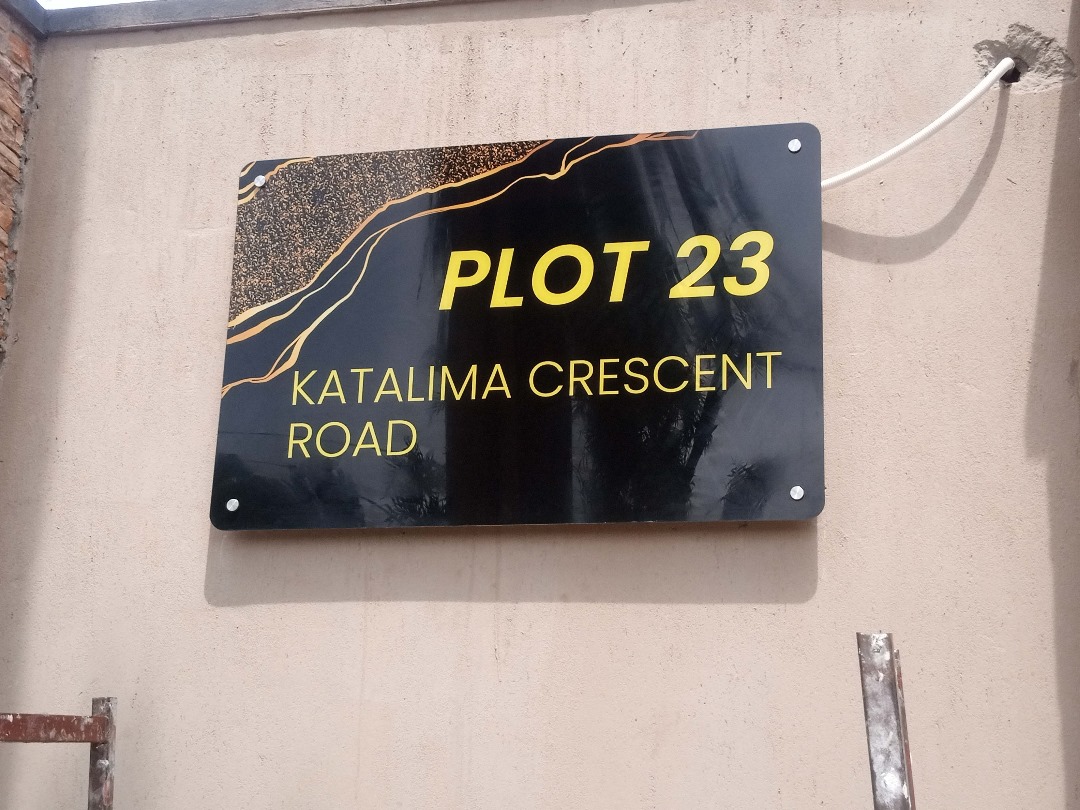 PLOT 23
KATALIMA CRESCENT
ROAD